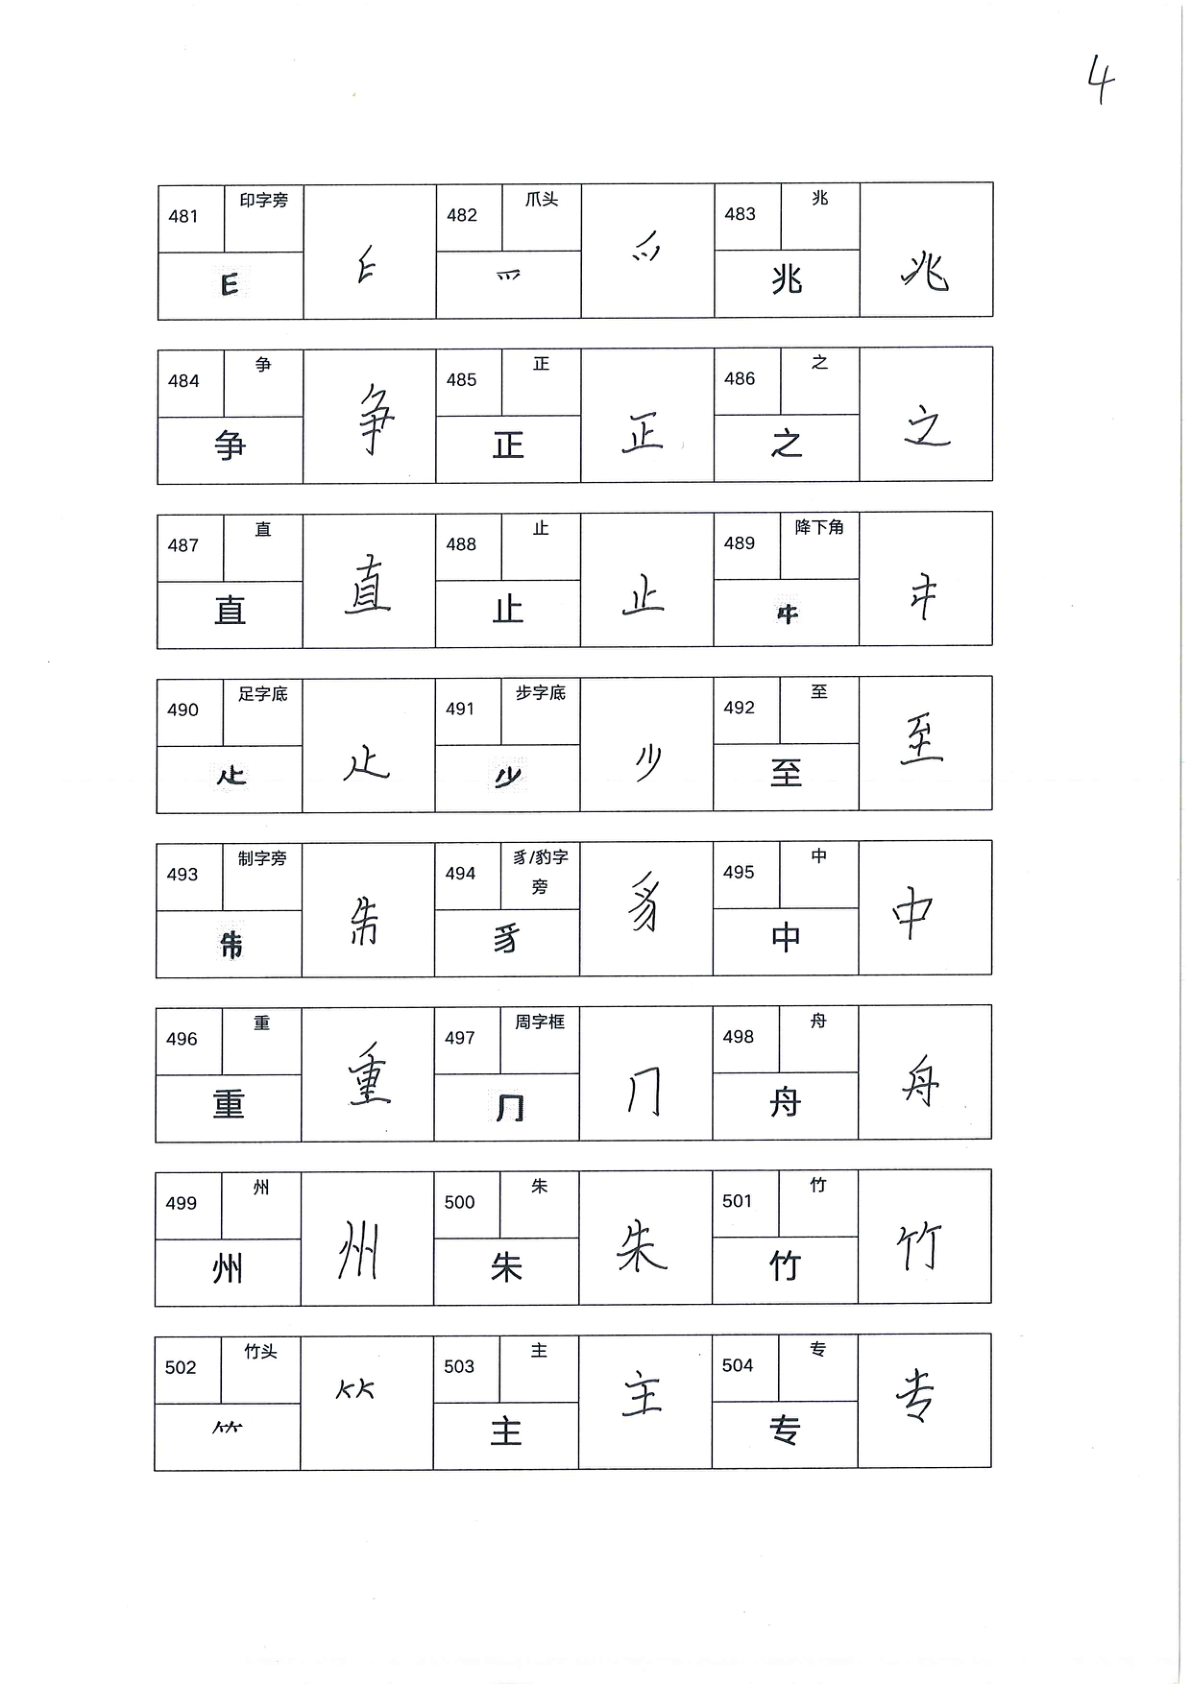 4
481 印字旁 482 爪头 483 兆
爫 兆 兆
484 争 485 正 486 之
争 争 正 正 之 之
487 直 488 止 489 降下角
直 直 止 止 㐄 㐄
490 足字底 491 步字底 492 至
少 少 至 至
493 制字旁 494 豸/豹字旁 495 中
豸 豸 中 中
496 重 497 周字框 498 舟
重 重 ⺆ ⺆ 舟 舟
499 州 500 朱 501 竹
州 州 朱 朱 竹 竹
502 竹头 503 主 504 专
⺮ ⺮ 主 主 专 专